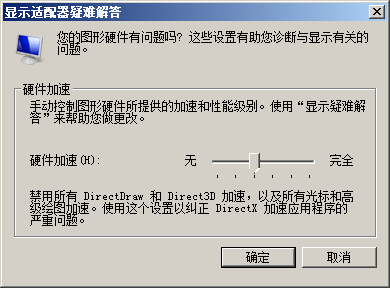 显示适配器疑难解答
您的图形硬件有问题吗? 这些设置有助您诊断与显示有关的
问题。
硬件加速
手动控制图形硬件所提供的加速和性能级别。使用“显示疑难解
答”来帮助您做更改。
硬件加速(H): 无 完全
禁用所有 DirectDraw 和 Direct3D 加速，以及所有光标和高
级绘图加速。使用这个设置以纠正 DirectX 加速应用程序的
严重问题。
确定 取消